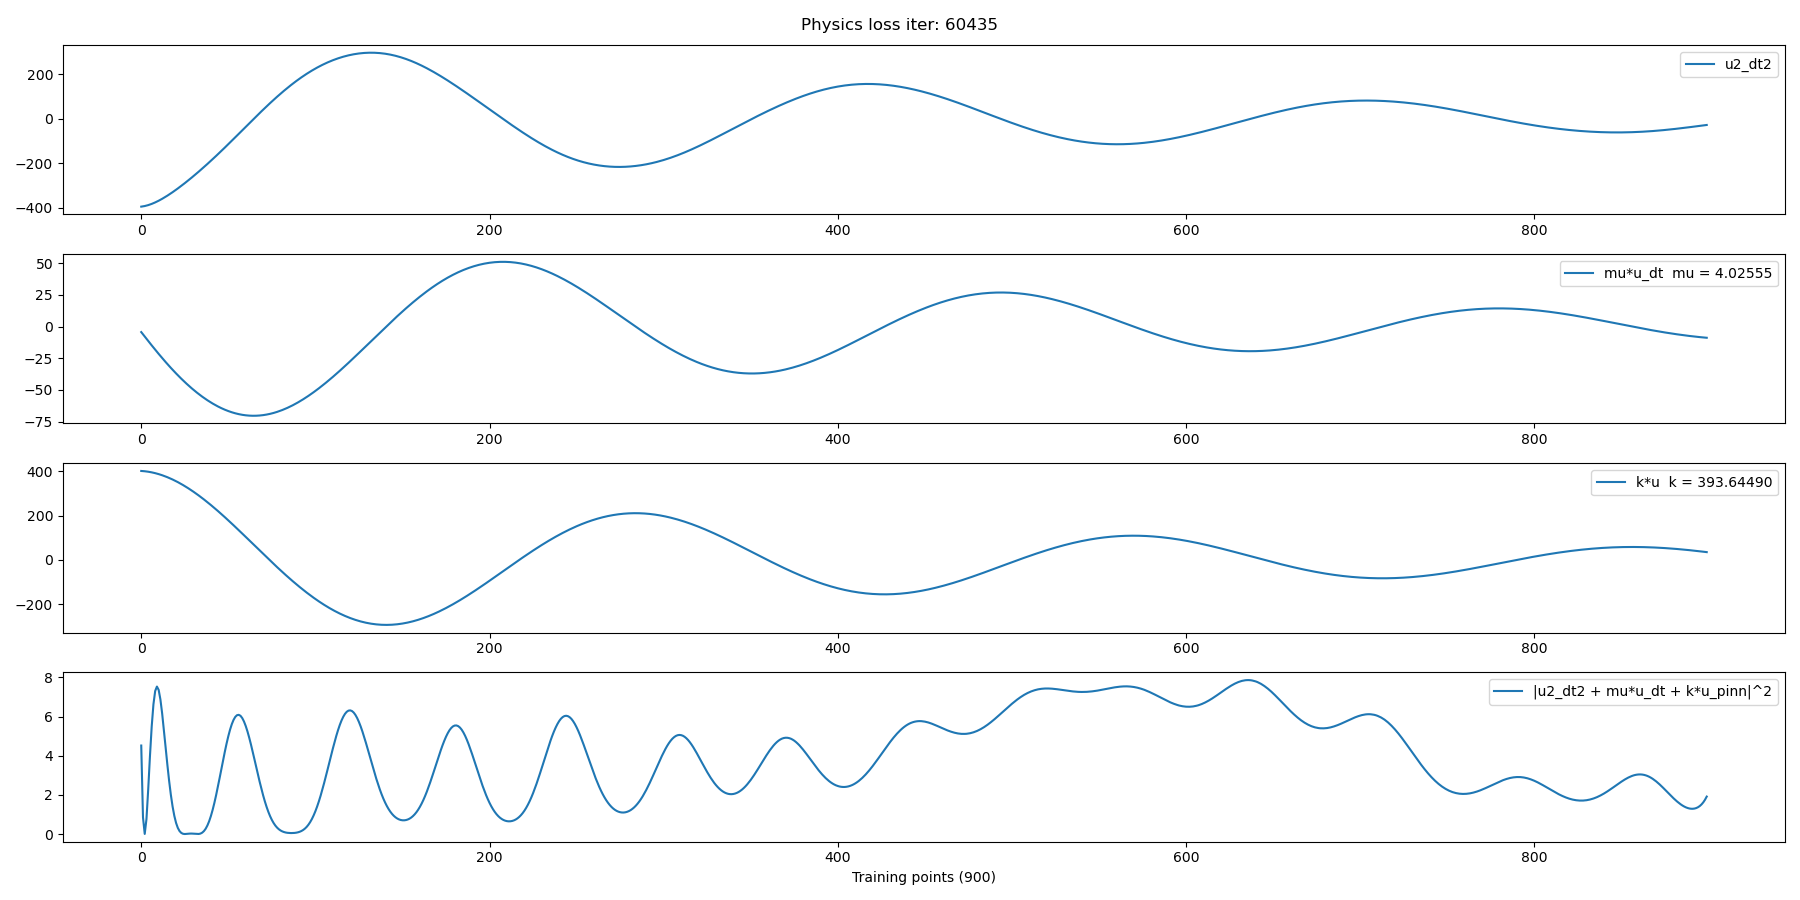 Physics loss iter: 60435
u2_dt2
200
0
−200
−400
0 200 400 600 800
mu*u_dt  mu = 4.02555
50
25
0
−25
−50
−75
0 200 400 600 800
k*u  k = 393.64490
400
200
0
−200
0 200 400 600 800
|u2_dt2 + mu*u_dt + k*u_pinn|^2
8
6
4
2
0
0 200 400 600 800
Training points (900)